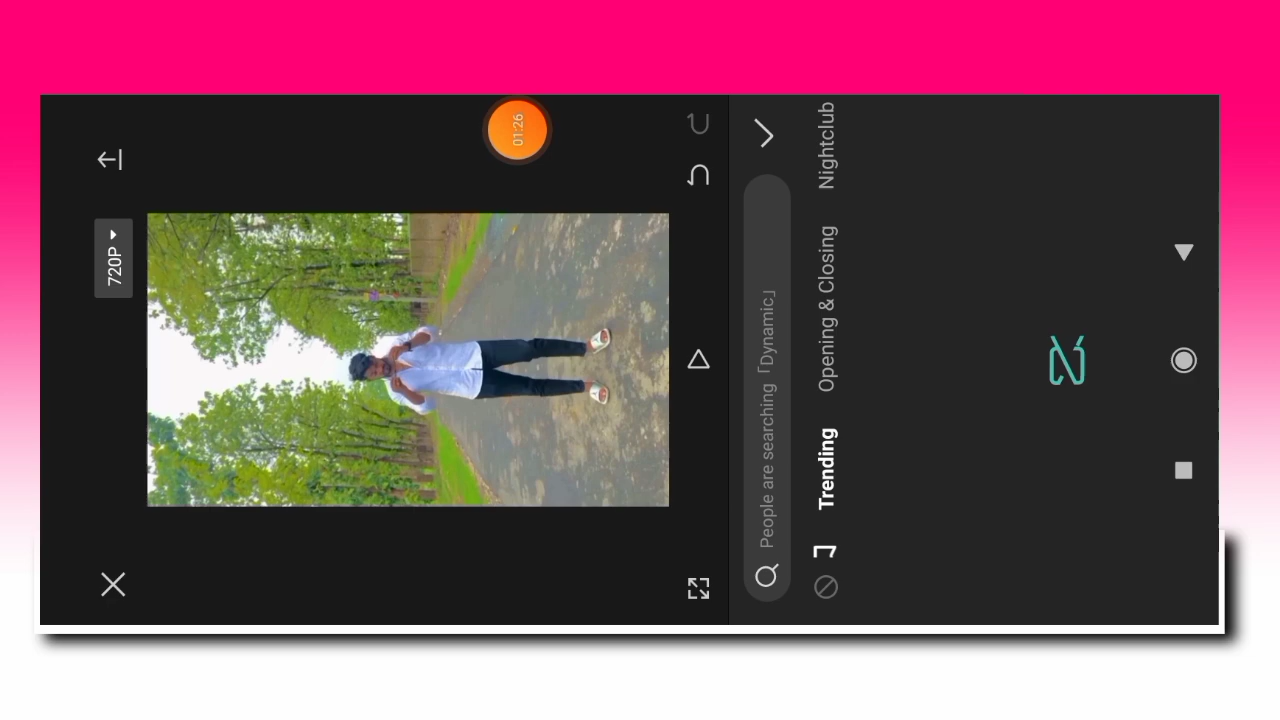 720P
01:26
People are searching「Dynamic」
Trending
Opening & Closing
Nightclub